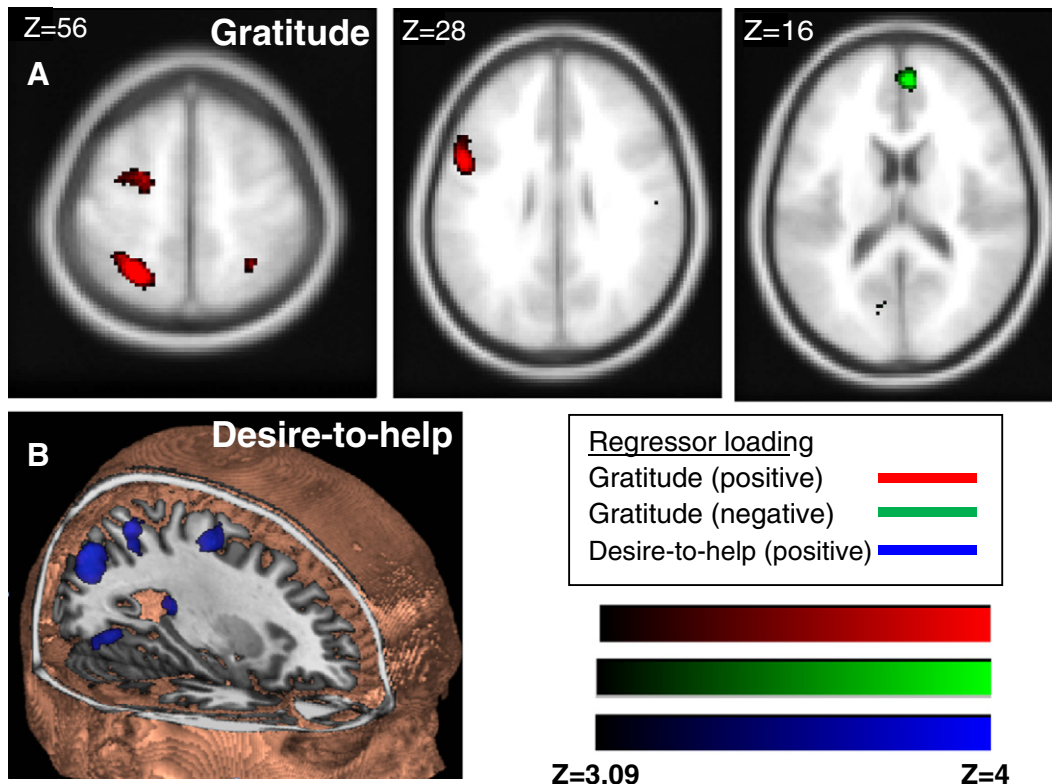 Z=56
Gratitude
Z=28
Z=16
A
Desire-to-help
B
Regressor loading
Gratitude (positive)
Gratitude (negative)
Desire-to-help (positive)
Z=3.09
Z=4